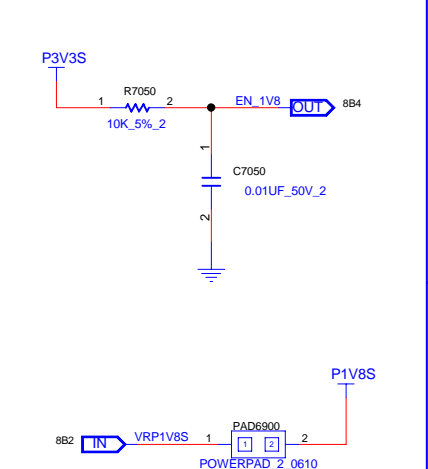 P3V3S
R7050
1 2 EN_1V8 OUT 8B4
10K_5%_2
1
C7050
0.01UF_50V_2
2
P1V8S
PAD6900
8B2 IN VRP1V8S 1 1 2 2
POWERPAD_2_0610